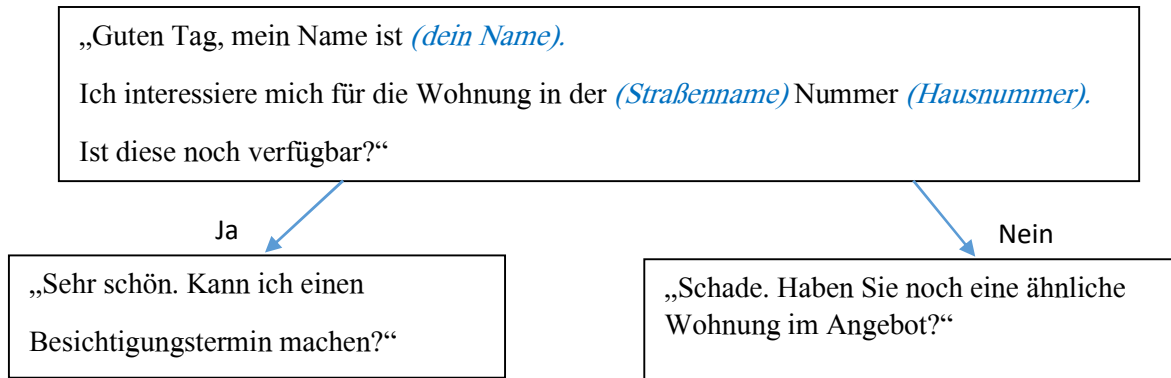 „Guten Tag, mein Name ist (dein Name).
Ich interessiere mich für die Wohnung in der (Straßenname) Nummer (Hausnummer).
Ist diese noch verfügbar?“
Ja
Nein
„Sehr schön. Kann ich einen
Besichtigungstermin machen?“
„Schade. Haben Sie noch eine ähnliche
Wohnung im Angebot?“